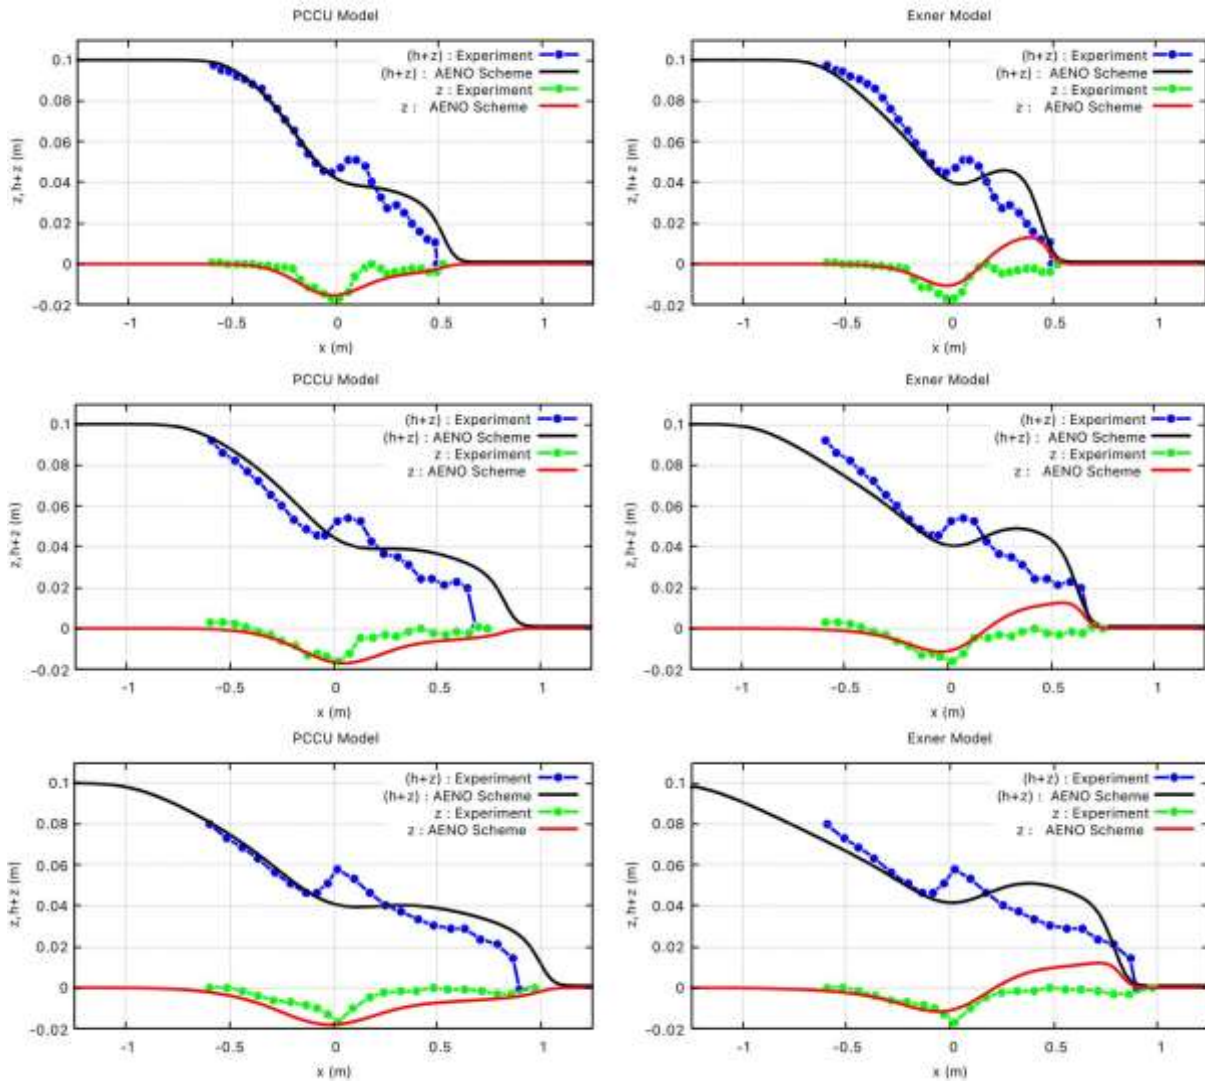 PCCU Model
(h+z) : Experiment
(h+z) : AENO Scheme
z : Experiment
z : AENO Scheme
0.1
0.08
0.06
0.04
0.02
0
-0.02
z, h+z (m)
-1
-0.5
0
0.5
1
x (m)
Exner Model
(h+z) : Experiment
(h+z) : AENO Scheme
z : Experiment
z : AENO Scheme
0.1
0.08
0.06
0.04
0.02
0
-0.02
z, h+z (m)
-1
-0.5
0
0.5
1
x (m)
PCCU Model
(h+z) : Experiment
(h+z) : AENO Scheme
z : Experiment
z : AENO Scheme
0.1
0.08
0.06
0.04
0.02
0
-0.02
z, h+z (m)
-1
-0.5
0
0.5
1
x (m)
Exner Model
(h+z) : Experiment
(h+z) : AENO Scheme
z : Experiment
z : AENO Scheme
0.1
0.08
0.06
0.04
0.02
0
-0.02
z, h+z (m)
-1
-0.5
0
0.5
1
x (m)
PCCU Model
(h+z) : Experiment
(h+z) : AENO Scheme
z : Experiment
z : AENO Scheme
0.1
0.08
0.06
0.04
0.02
0
-0.02
z, h+z (m)
-1
-0.5
0
0.5
1
x (m)
Exner Model
(h+z) : Experiment
(h+z) : AENO Scheme
z : Experiment
z : AENO Scheme
0.1
0.08
0.06
0.04
0.02
0
-0.02
z, h+z (m)
-1
-0.5
0
0.5
1
x (m)